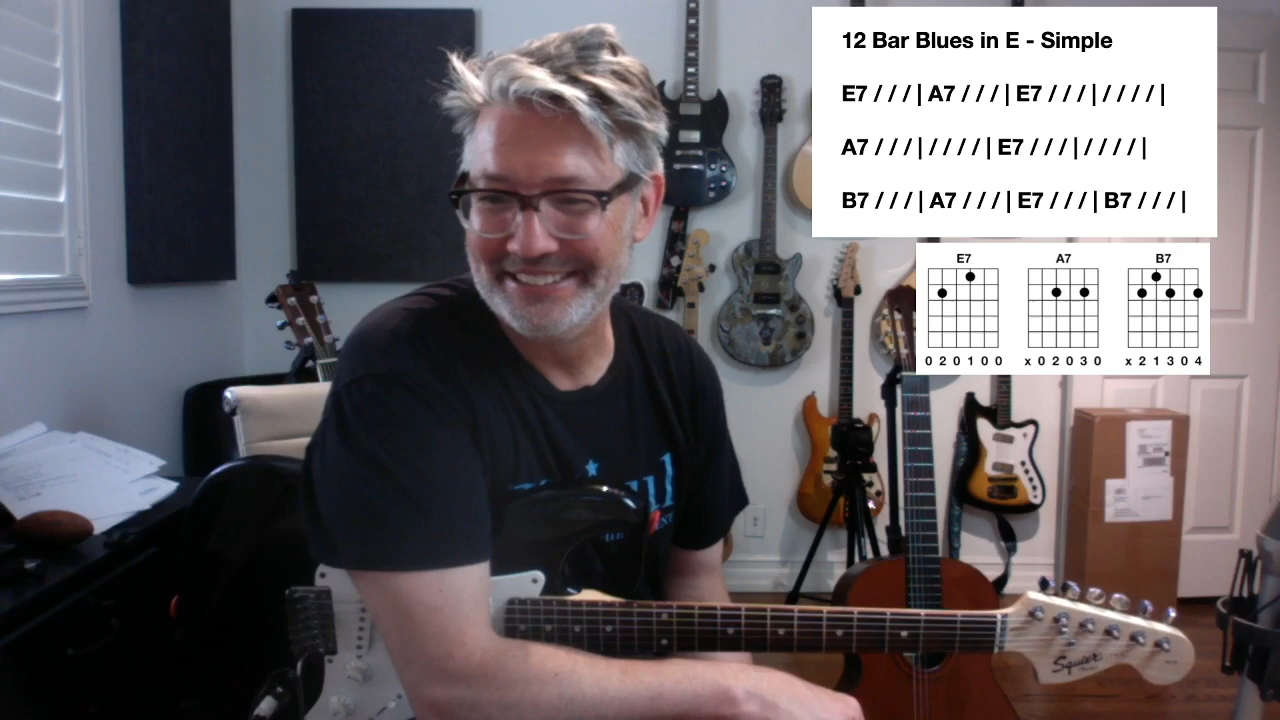 12 Bar Blues in E - Simple
E7 / / / | A7 / / / | E7 / / / | / / / / |
A7 / / / | / / / / | E7 / / / | / / / / |
B7 / / / | A7 / / / | E7 / / / | B7 / / / |
E7 A7 B7
0 2 0 1 0 0 x 0 2 0 3 0 x 2 1 3 0 4
Squier